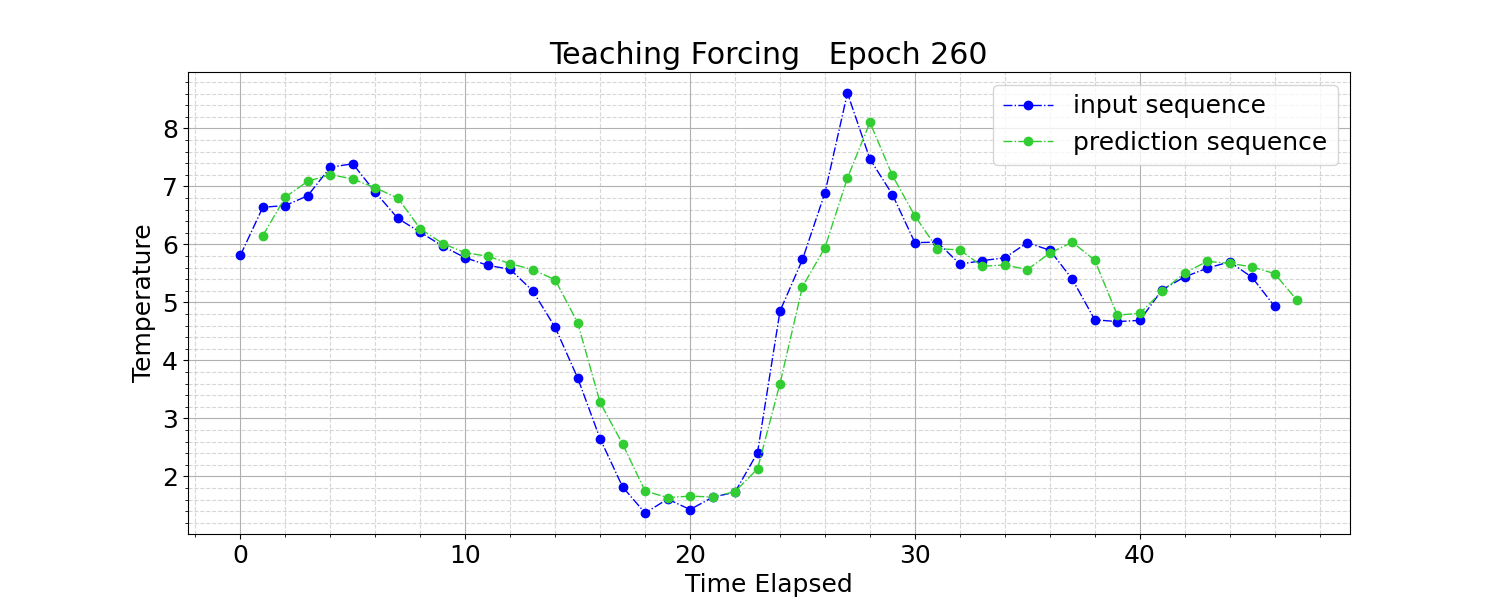 Teaching Forcing   Epoch 260
input sequence
prediction sequence
Temperature
8
7
6
5
4
3
2
0 10 20 30 40
Time Elapsed